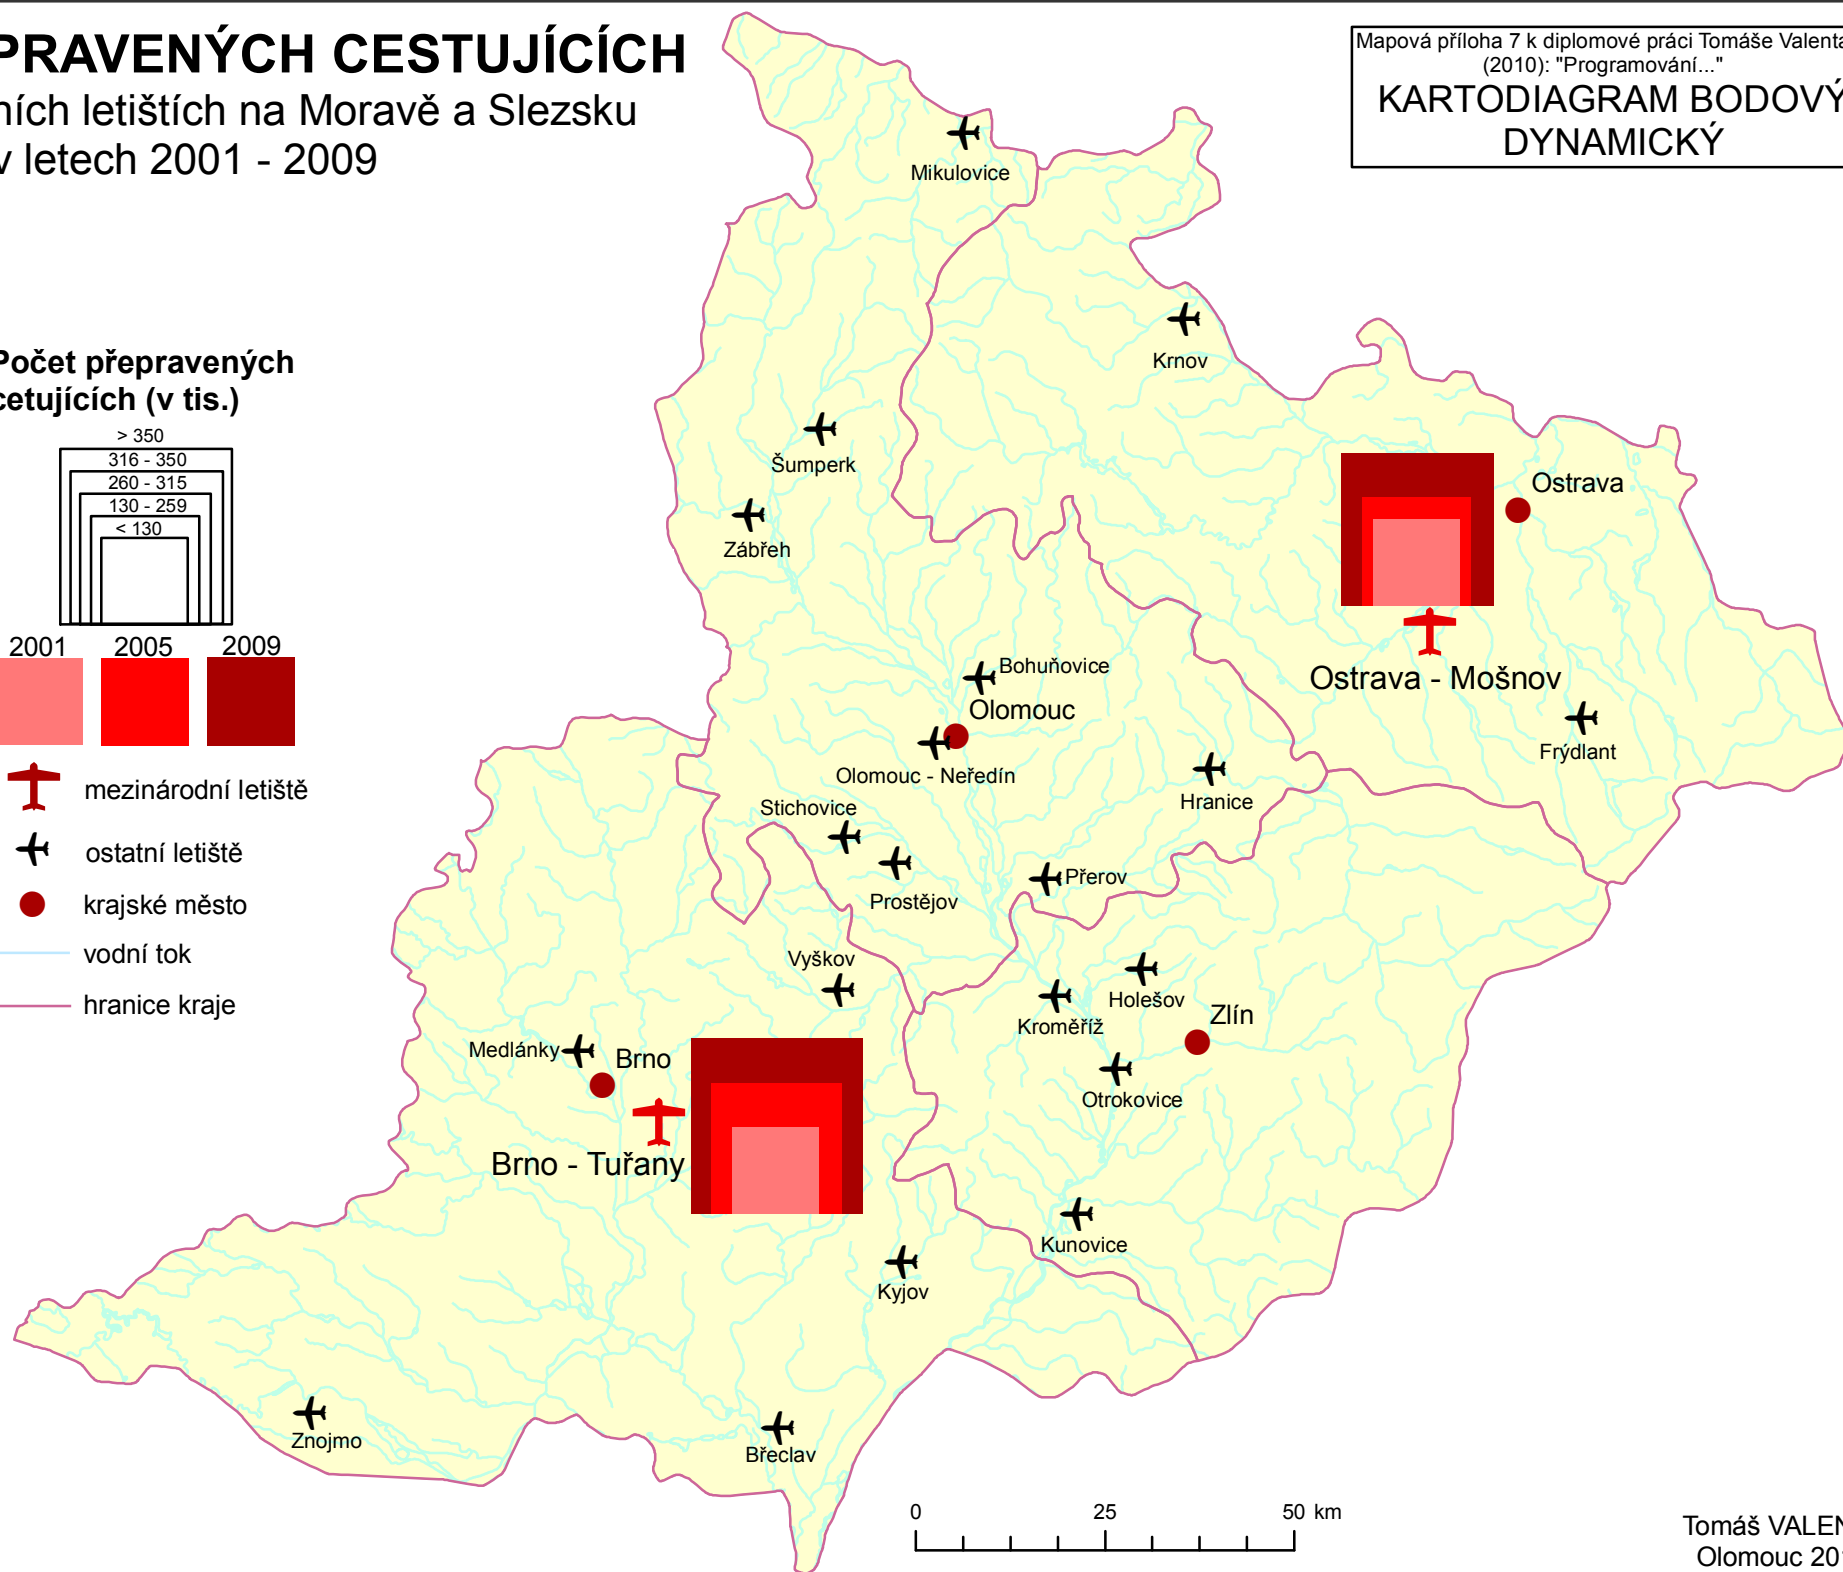 PRAVENÝCH CESTUJÍCÍCH
ních letištích na Moravě a Slezsku
v letech 2001 - 2009
Mapová příloha 7 k diplomové práci Tomáše Valenta
(2010): "Programování..."
KARTODIAGRAM BODOVÝ
DYNAMICKÝ
Počet přepravených
cetujících (v tis.)
> 350
316 - 350
260 - 315
130 - 259
< 130
2001 2005 2009
mezinárodní letiště
ostatní letiště
krajské město
vodní tok
hranice kraje
Mikulovice
Krnov
Šumperk
Zábřeh
Ostrava
Ostrava - Mošnov
Frýdlant
Bohuňovice
Olomouc
Olomouc - Neředín
Hranice
Stichovice
Prostějov
Přerov
Vyškov
Holešov
Kroměříž
Zlín
Otrokovice
Medlánky
Brno
Brno - Tuřany
Kunovice
Kyjov
Znojmo
Břeclav
0 25 50 km
Tomáš VALEN
Olomouc 201